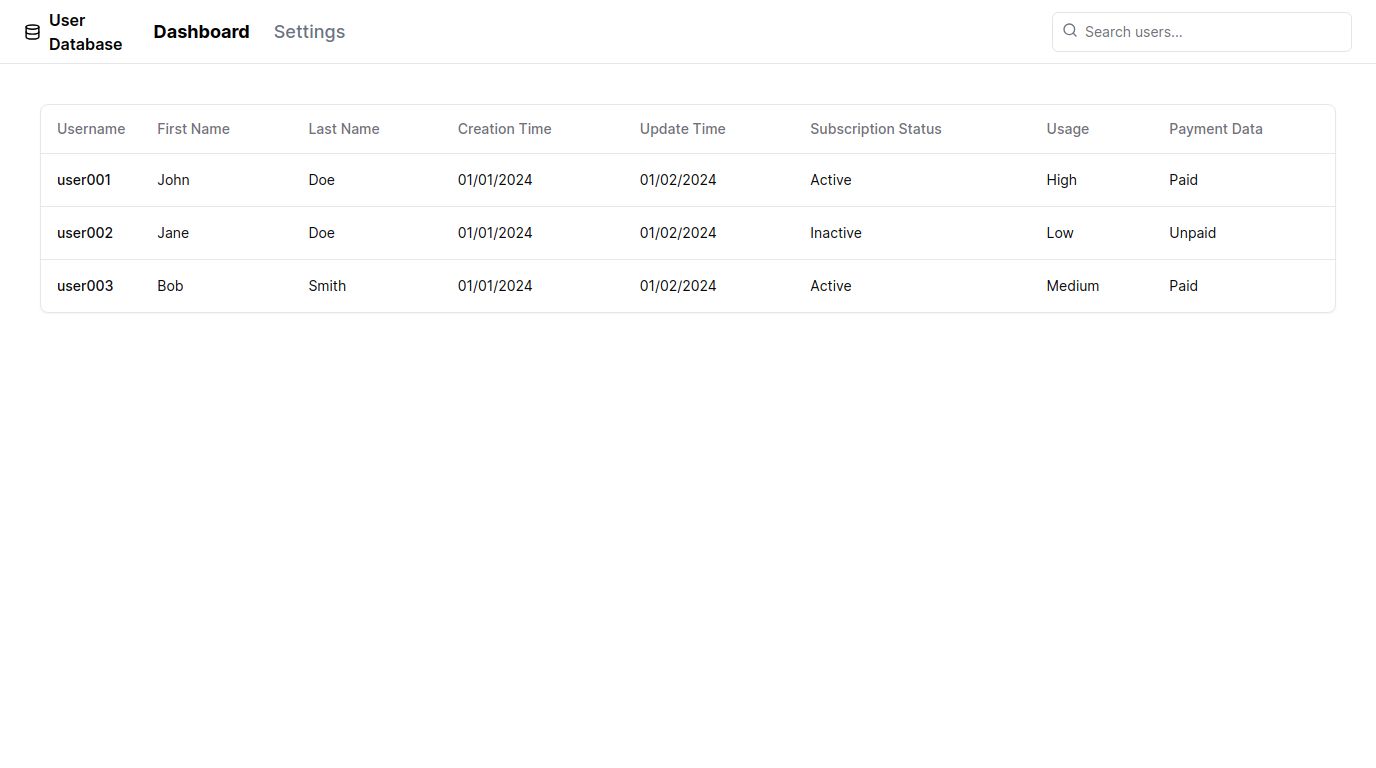 User
Database
Dashboard Settings
Search users...
Username First Name Last Name Creation Time Update Time Subscription Status Usage Payment Data
user001 John Doe 01/01/2024 01/02/2024 Active High Paid
user002 Jane Doe 01/01/2024 01/02/2024 Inactive Low Unpaid
user003 Bob Smith 01/01/2024 01/02/2024 Active Medium Paid